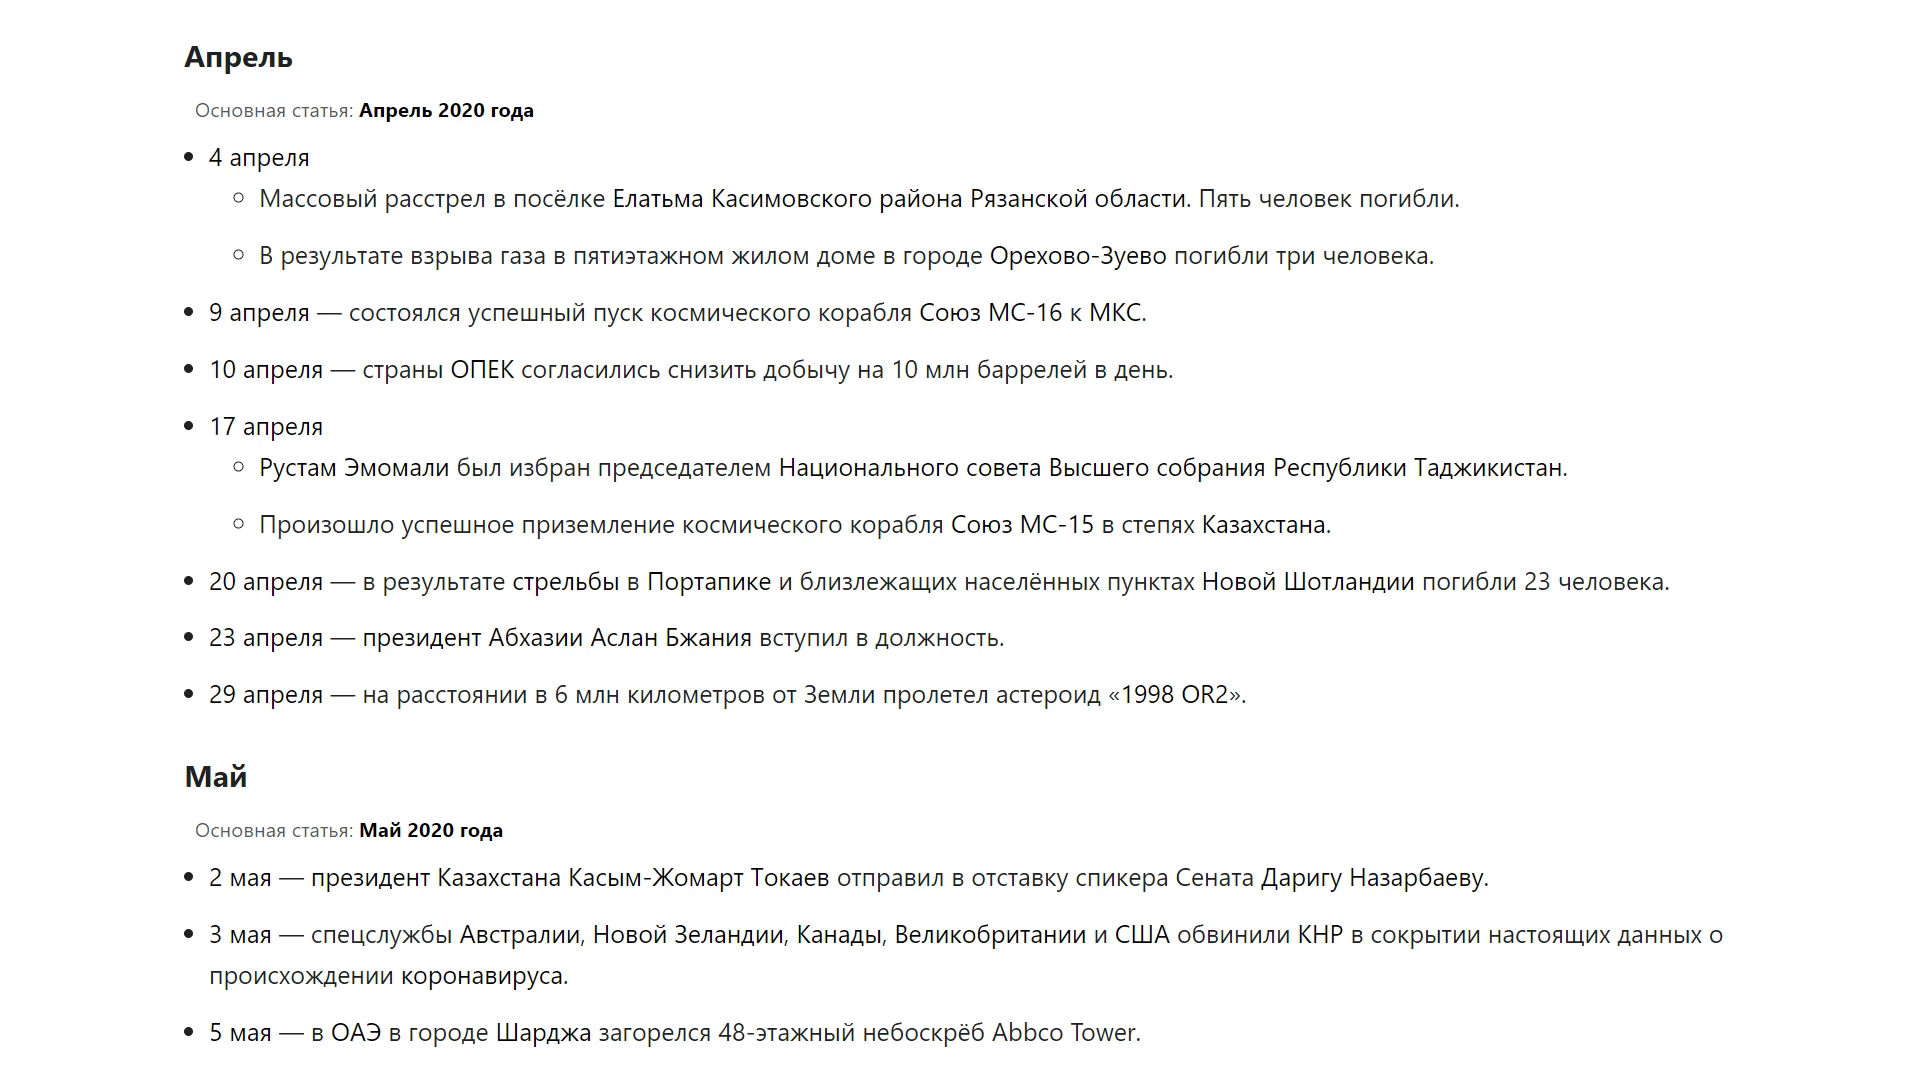 Апрель
Основная статья: Апрель 2020 года
4 апреля
Массовый расстрел в посёлке Елатьма Касимовского района Рязанской области. Пять человек погибли.
В результате взрыва газа в пятиэтажном жилом доме в городе Орехово-Зуево погибли три человека.
9 апреля — состоялся успешный пуск космического корабля Союз МС-16 к МКС.
10 апреля — страны ОПЕК согласились снизить добычу на 10 млн баррелей в день.
17 апреля
Рустам Эмомали был избран председателем Национального совета Высшего собрания Республики Таджикистан.
Произошло успешное приземление космического корабля Союз МС-15 в степях Казахстана.
20 апреля — в результате стрельбы в Портапике и близлежащих населённых пунктах Новой Шотландии погибли 23 человека.
23 апреля — президент Абхазии Аслан Бжания вступил в должность.
29 апреля — на расстоянии в 6 млн километров от Земли пролетел астероид «1998 OR2».
Май
Основная статья: Май 2020 года
2 мая — президент Казахстана Касым-Жомарт Токаев отправил в отставку спикера Сената Даригу Назарбаеву.
3 мая — спецслужбы Австралии, Новой Зеландии, Канады, Великобритании и США обвинили КНР в сокрытии настоящих данных о
происхождении коронавируса.
5 мая — в ОАЭ в городе Шарджа загорелся 48-этажный небоскрёб Abbco Tower.